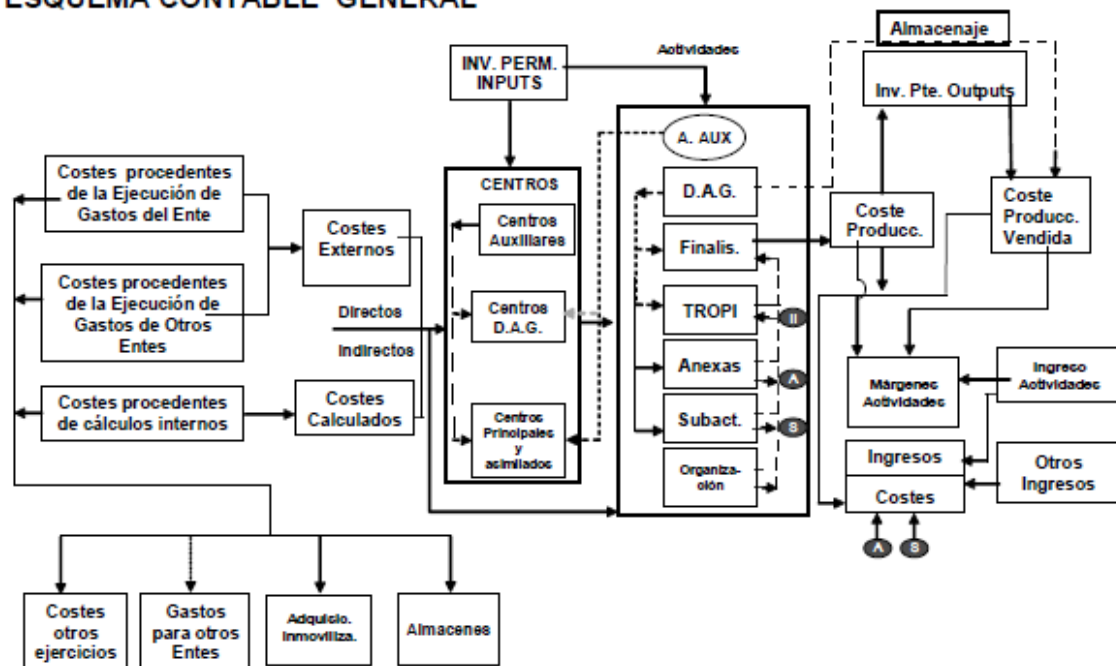 ESQUEMA CONTABLE GENERAL
Almacenaje
Actividades
INV. PERM.
INPUTS
Inv. Pte. Outputs
A. AUX
Costes procedentes
de la Ejecución de
Gastos del Ente
CENTROS
D.A.G.
Coste
Producc.
Coste
Producc.
Vendida
Costes
Externos
Centros
Auxiliares
Finalis.
Costes procedentes
de la Ejecución de
Gastos de Otros
Entes
Directos
Indirectos
Centros
D.A.G.
TROPI
II
Anexas
A
Márgenes
Actividades
Ingreso
Actividades
Costes procedentes
de cálculos internos
Costes
Calculados
Centros
Principales
y
asimilados
Subact.
S
Organiza-
ción
Ingresos
Costes
Otros
Ingresos
A
S
Costes
otros
ejercicios
Gastos
para otros
Entes
Adquisic.
Inmoviliza.
Almacenes